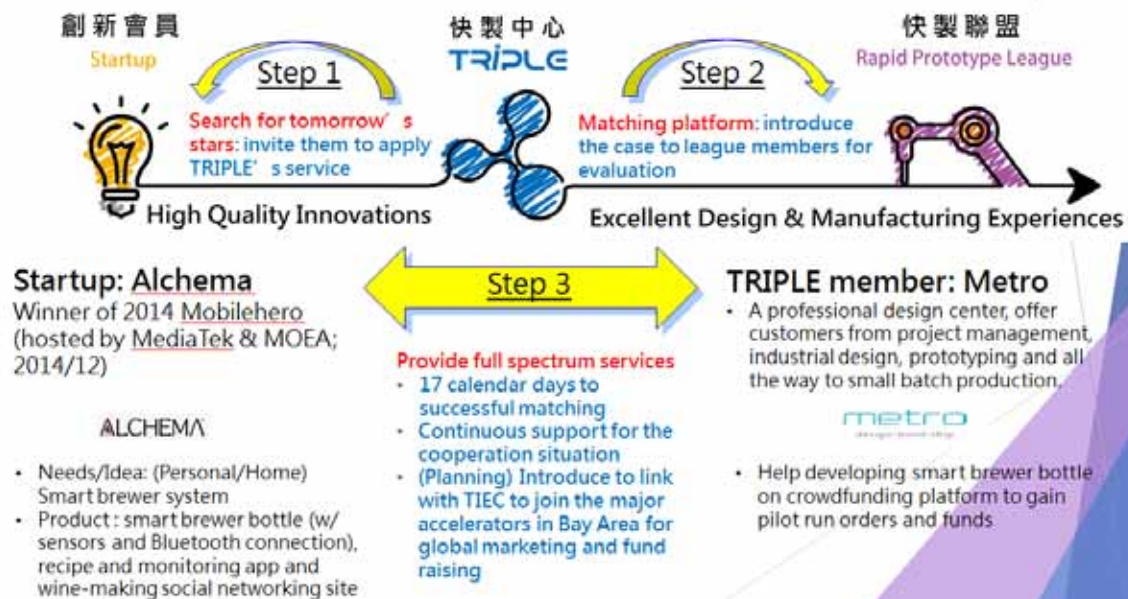 創新會員
Startup
快製中心
TRIPLE
快製聯盟
Rapid Prototype League
Step 1
Step 2
Search for tomorrow’s
stars: invite them to apply
TRIPLE’s service
Matching platform: introduce
the case to league members for
evaluation
High Quality Innovations
Excellent Design & Manufacturing Experiences
Startup: Alchema
Winner of 2014 Mobilehero
(hosted by MediaTek & MOEA;
2014/12)
ALCHEMA
• Needs/Idea: (Personal/Home)
Smart brewer system
• Product : smart brewer bottle (w/
sensors and Bluetooth connection),
recipe and monitoring app and
wine-making social networking site
Step 3
Provide full spectrum services
• 17 calendar days to
successful matching
• Continuous support for the
cooperation situation
• (Planning) Introduce to link
with TIEC to join the major
accelerators in Bay Area for
global marketing and fund
raising
TRIPLE member: Metro
• A professional design center, offer
customers from project management,
industrial design, prototyping and all
the way to small batch production.
metro
• Help developing smart brewer bottle
on crowdfunding platform to gain
pilot run orders and funds